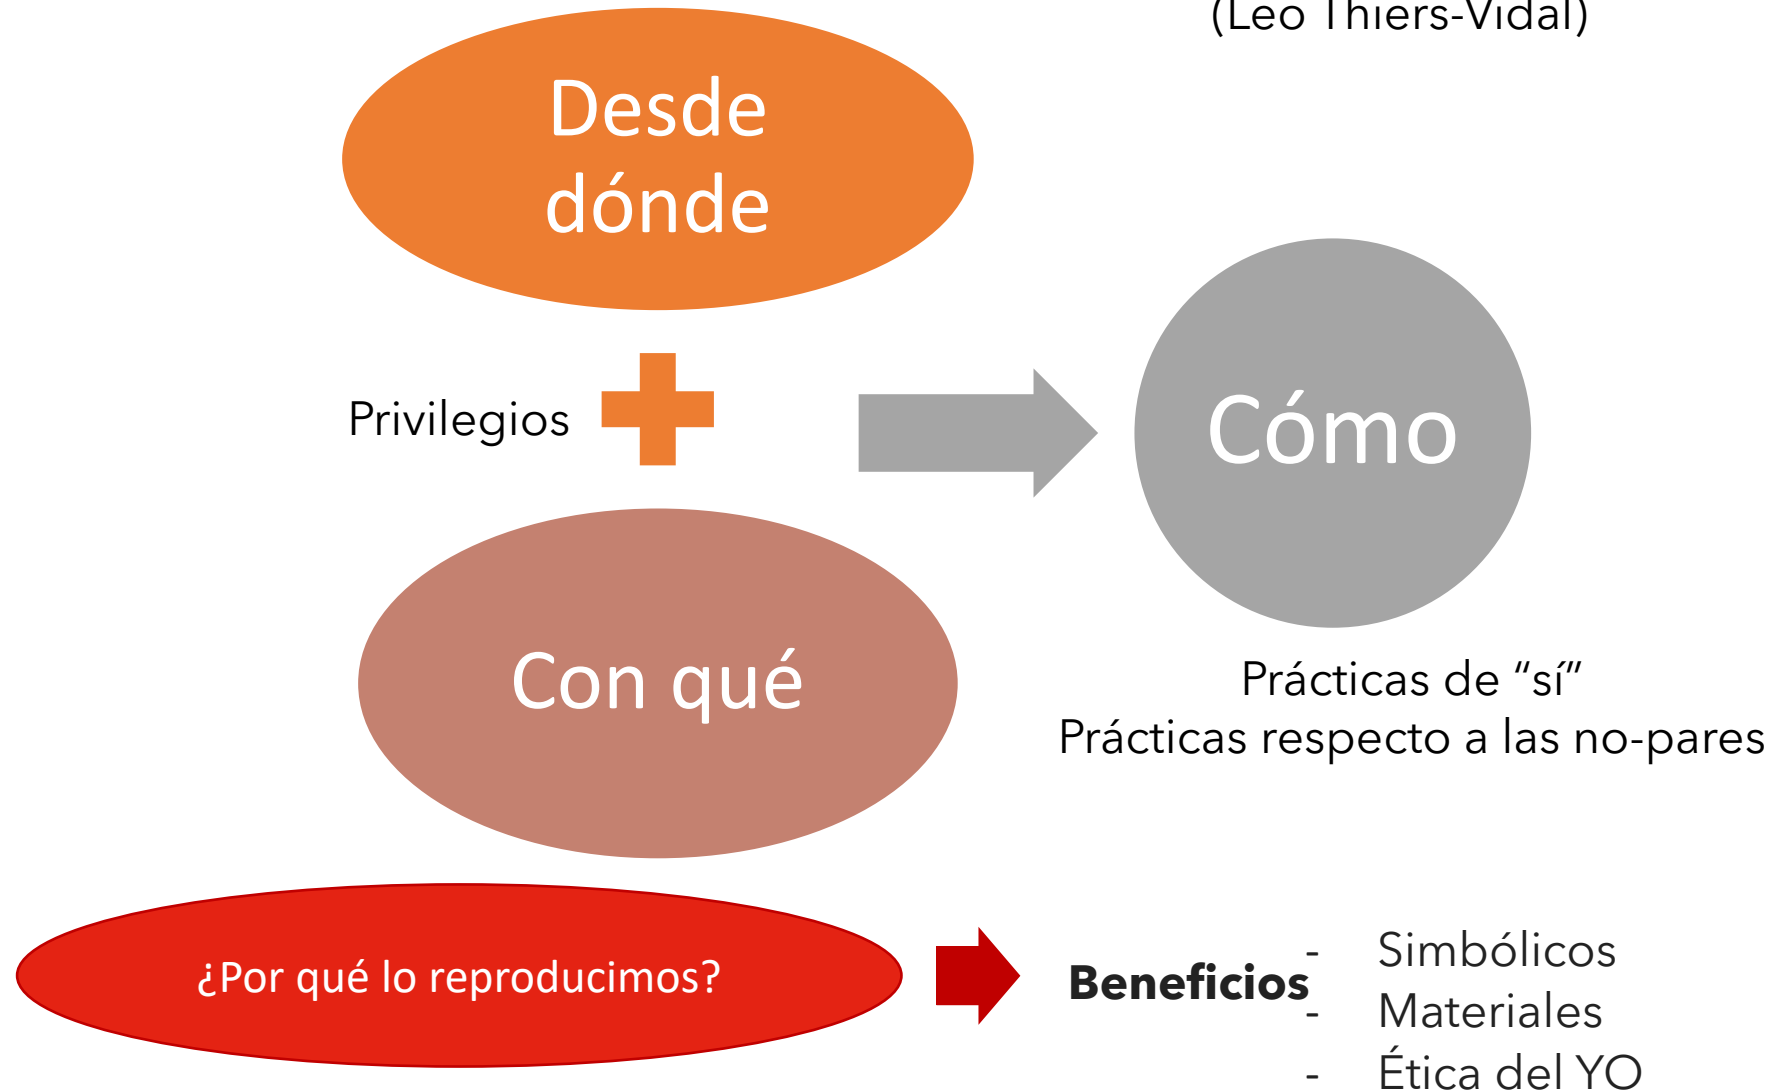 (Leo Thiers-Vidal)
Desde
dónde
Privilegios
Cómo
Con qué
Prácticas de “sí”
Prácticas respecto a las no-pares
¿Por qué lo reproducimos?
Beneficios
- Simbólicos
- Materiales
- Ética del YO